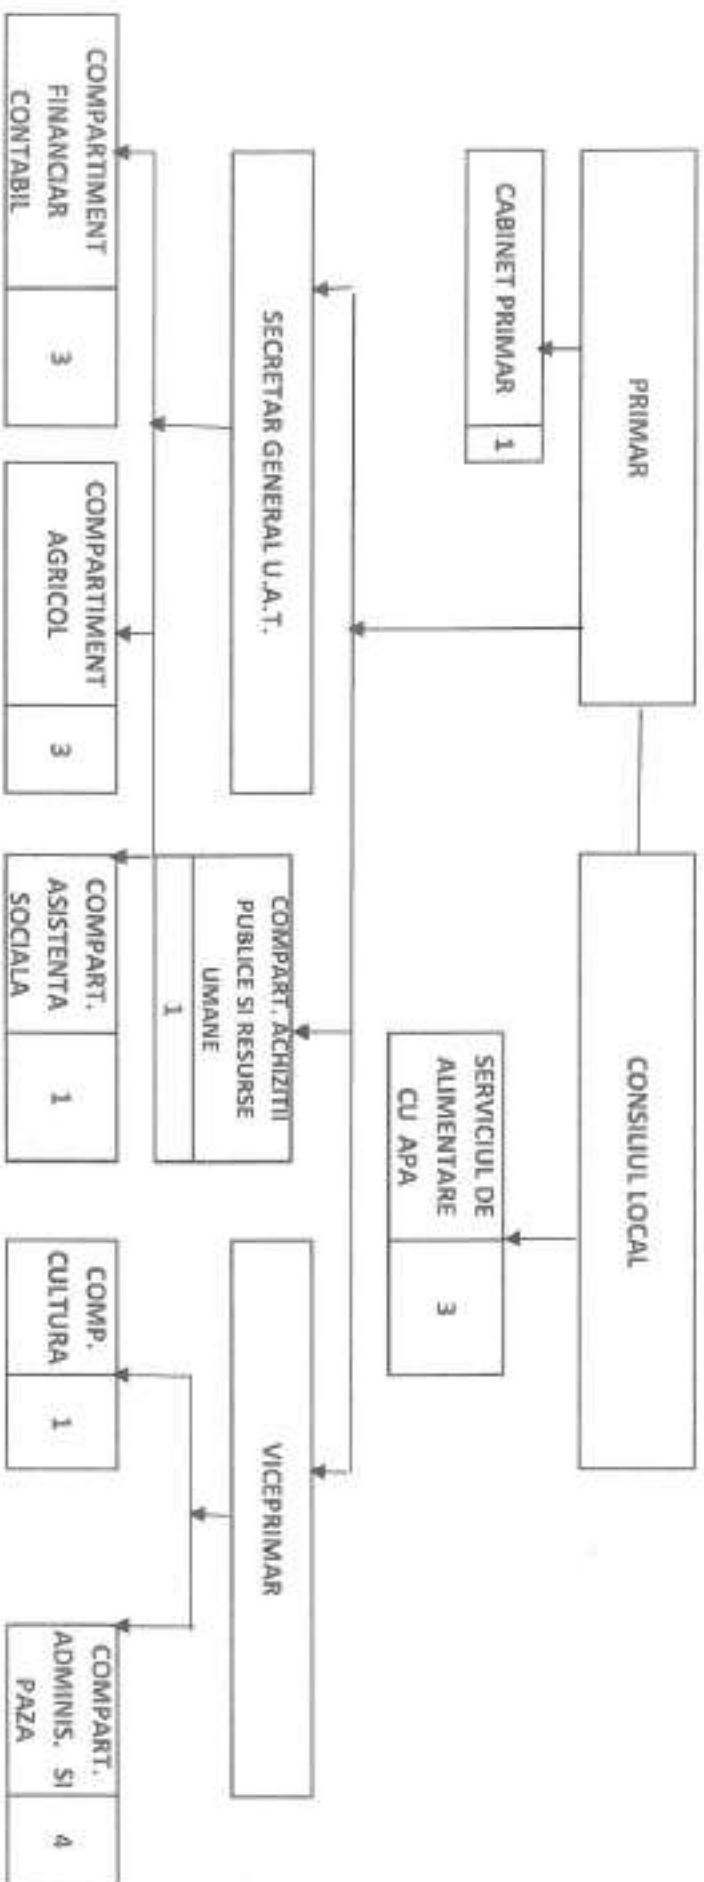 PRIMAR
CONSILIUL LOCAL
CABINET PRIMAR
1
SERVICIUL DE
ALIMENTARE
CU APA
3
SECRETAR GENERAL U.A.T.
COMPART. ACHIZITII
PUBLICE SI RESURSE
UMANE
1
VICEPRIMAR
COMPARTIMENT
FINANCIAR
CONTABIL
3
COMPARTIMENT
AGRICOL
3
COMPART.
ASISTENTA
SOCIALA
1
COMP.
CULTURA
1
COMPART.
ADMINIS. SI
PAZA
4